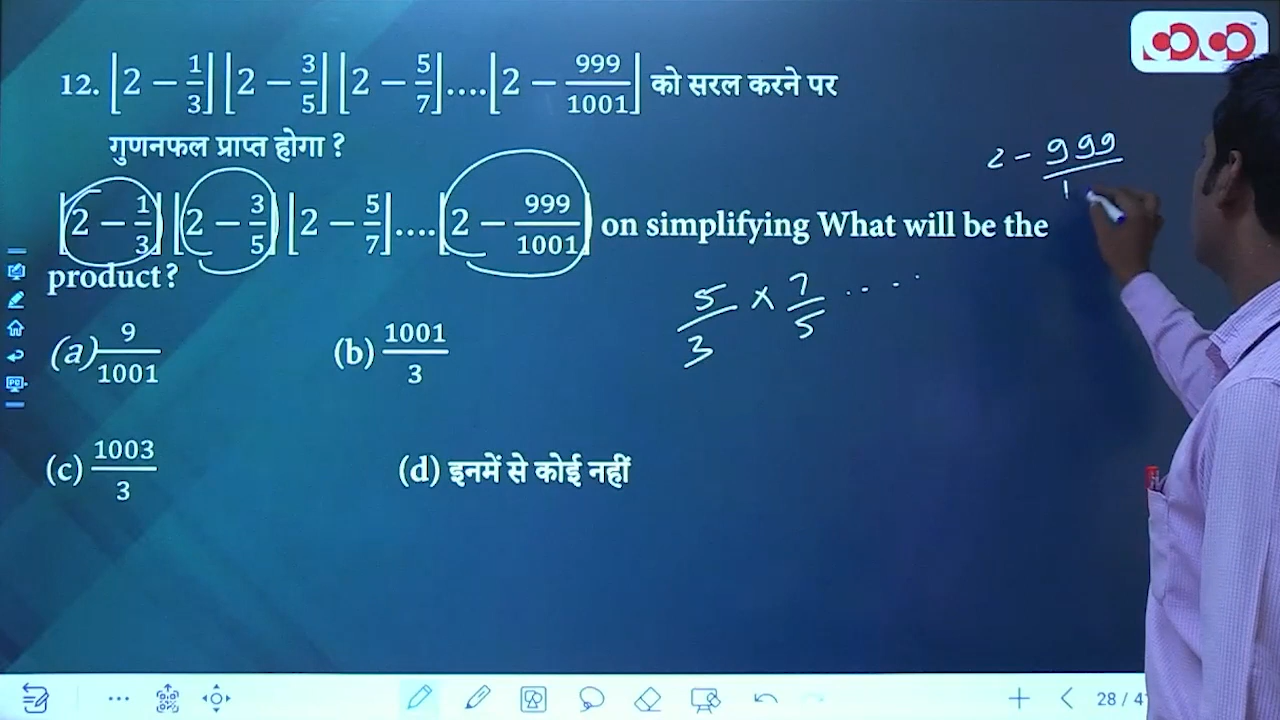 12. ⌊2 − 1/3⌋ ⌊2 − 3/5⌋ ⌊2 − 5/7⌋....⌊2 − 999/1001⌋ को सरल करने पर
गुणनफल प्राप्त होगा ?
⌊2 − 1/3⌋ ⌊2 − 3/5⌋ ⌊2 − 5/7⌋....⌊2 − 999/1001⌋ on simplifying What will be the
product?
2 − 999/1
5/3 × 7/5 ....
(a) 9/1001 (b) 1001/3
(c) 1003/3 (d) इनमें से कोई नहीं
28 / 4